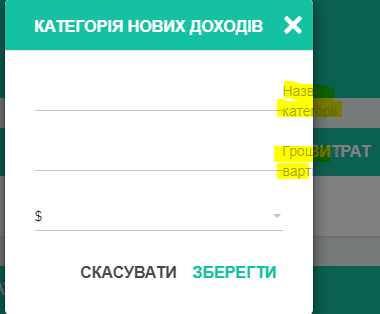 КАТЕГОРІЯ НОВИХ ДОХОДІВ
Назв
категорії.
Грош
ВИТРАТ
варт
$
СКАСУВАТИ ЗБЕРЕГТИ